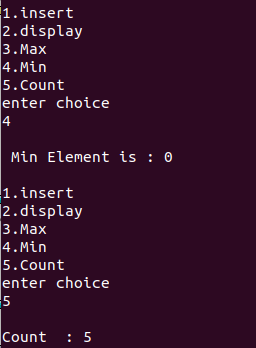 1.insert
2.display
3.Max
4.Min
5.Count
enter choice
4
Min Element is : 0
1.insert
2.display
3.Max
4.Min
5.Count
enter choice
5
Count  : 5